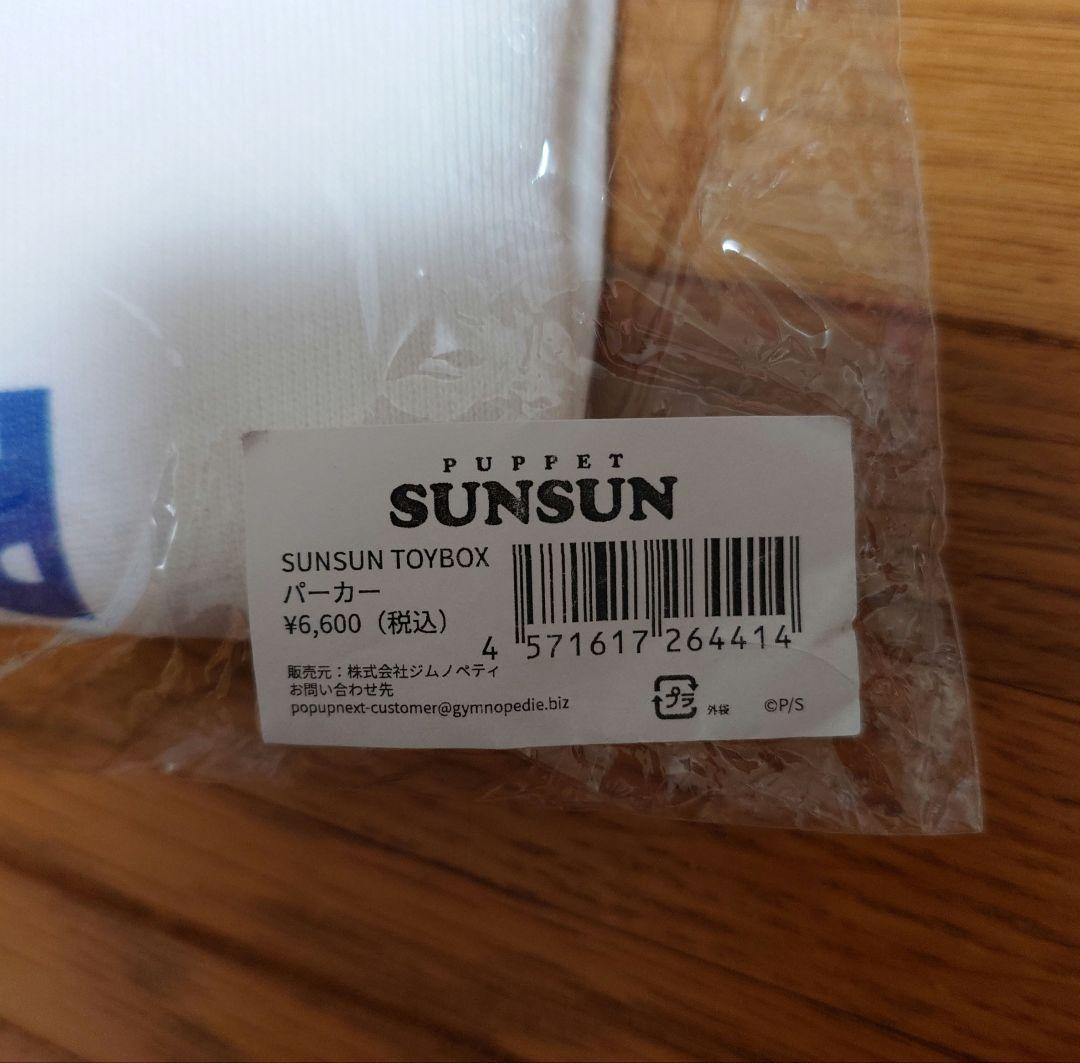 PUPPET
SUNSUN
SUNSUN TOYBOX
パーカー
¥6,600（税込）
4 571617 264414
販売元：株式会社ジムノペティ
お問い合わせ先
popupnext-customer@gymnopedie.biz
プラ 外袋 ©P/S